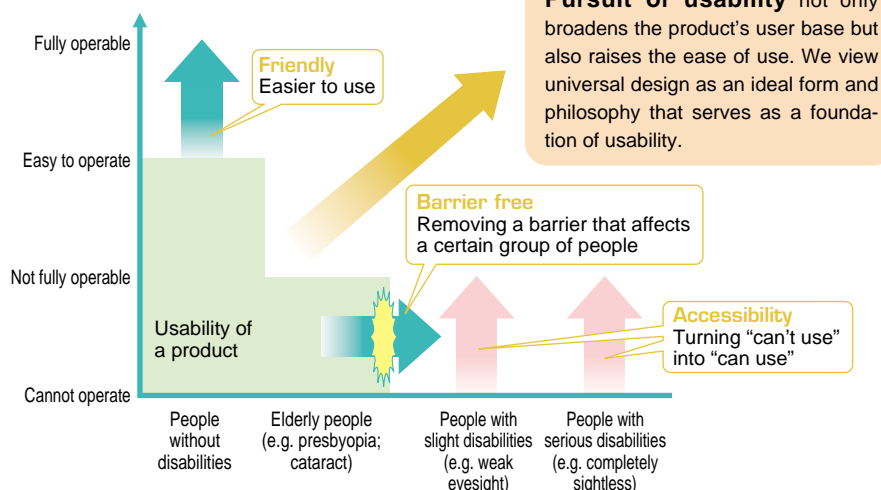 Pursuit of usability not only
broadens the product's user base but
also raises the ease of use. We view
universal design as an ideal form and
philosophy that serves as a founda-
tion of usability.
Fully operable
Friendly
Easier to use
Easy to operate
Barrier free
Removing a barrier that affects
a certain group of people
Not fully operable
Accessibility
Turning “can't use”
into “can use”
Usability of
a product
Cannot operate
People
without
disabilities
Elderly people
(e.g. presbyopia;
cataract)
People with
slight disabilities
(e.g. weak
eyesight)
People with
serious disabilities
(e.g. completely
sightless)